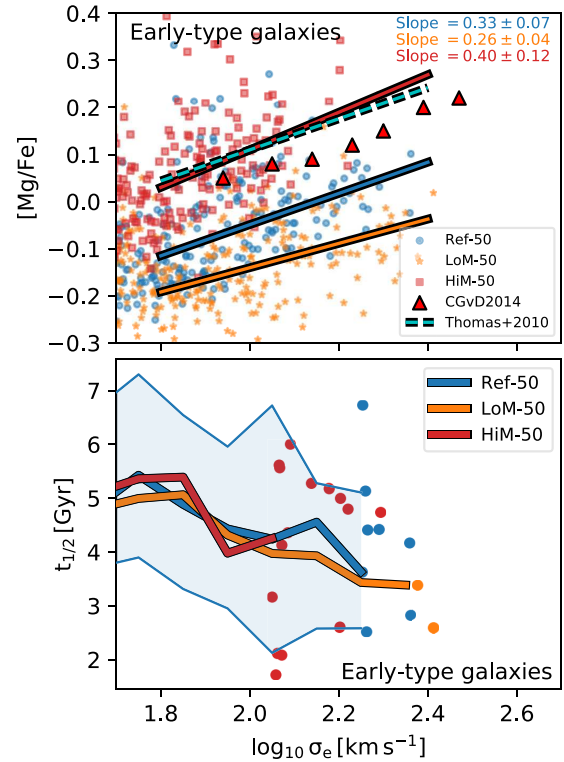 Early-type galaxies
Slope = 0.33 ± 0.07
Slope = 0.26 ± 0.04
Slope = 0.40 ± 0.12
0.3
0.2
0.1
0.0
−0.1
−0.2
−0.3
[Mg/Fe]
Ref-50
LoM-50
HiM-50
CGvD2014
Thomas+2010
7
6
5
4
3
2
t1/2 [Gyr]
Ref-50
LoM-50
HiM-50
Early-type galaxies
1.8 2.0 2.2 2.4 2.6
log10 σe [km s−1]